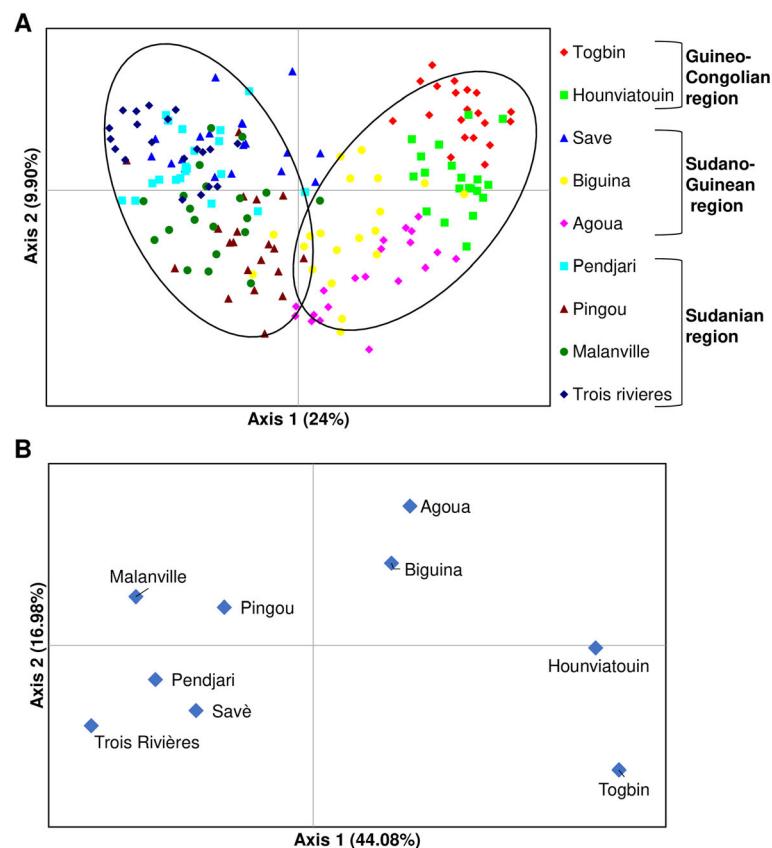 A
Axis 2 (9.90%)
Axis 1 (24%)
Togbin
Hounviatouin
Save
Biguina
Agoua
Pendjari
Pingou
Malanville
Trois rivieres
Guineo-
Congolian
region
Sudano-
Guinean
region
Sudanian
region
B
Axis 2 (16.98%)
Agoua
Biguina
Malanville
Pingou
Hounviatouin
Pendjari
Savè
Trois Rivières
Togbin
Axis 1 (44.08%)